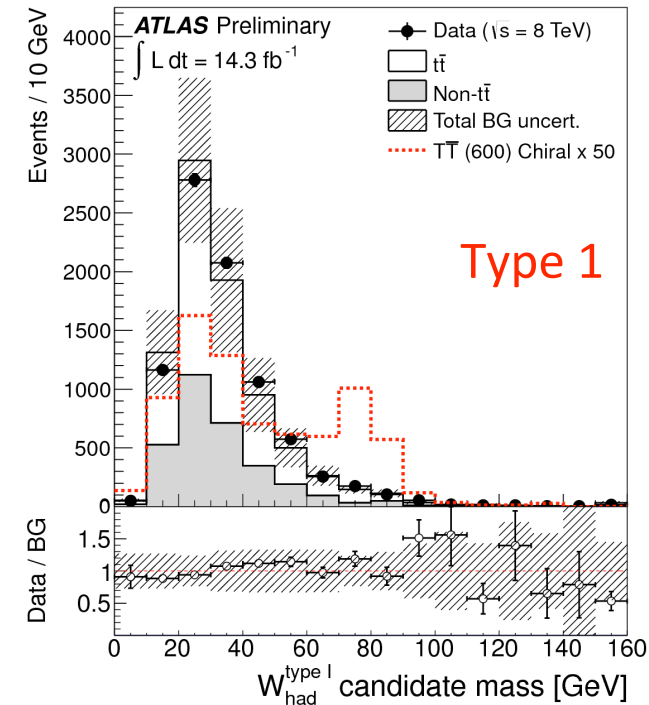 ATLAS Preliminary
∫ L dt = 14.3 fb⁻¹
Data (√s = 8 TeV)
tt̄
Non-tt̄
Total BG uncert.
TT̄ (600) Chiral x 50
Type 1
Events / 10 GeV
4000
3500
3000
2500
2000
1500
1000
500
0
Data / BG
1.5
1
0.5
0 20 40 60 80 100 120 140 160
W_had^type I candidate mass [GeV]